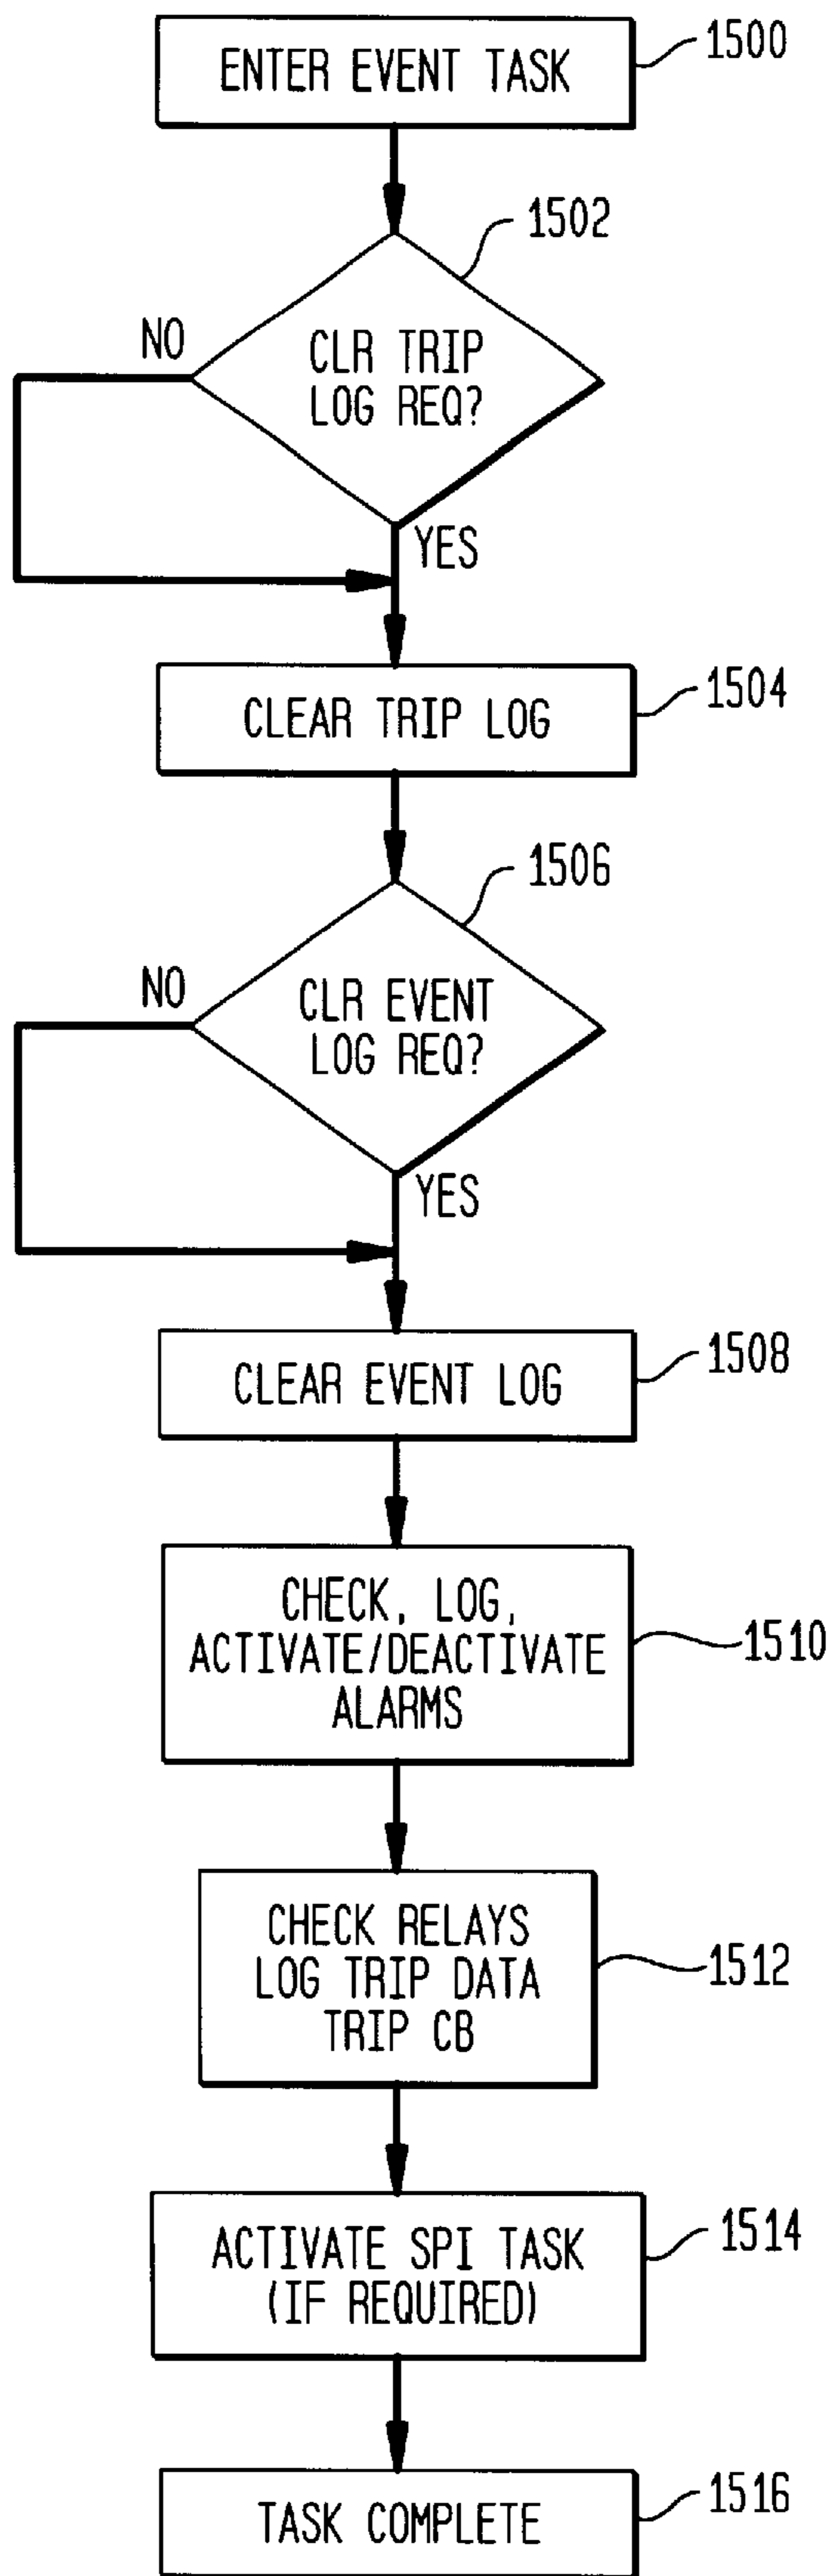 ENTER EVENT TASK
1500
1502
NO
CLR TRIP
LOG REQ?
YES
CLEAR TRIP LOG
1504
1506
NO
CLR EVENT
LOG REQ?
YES
CLEAR EVENT LOG
1508
CHECK, LOG,
ACTIVATE/DEACTIVATE
ALARMS
1510
CHECK RELAYS
LOG TRIP DATA
TRIP CB
1512
ACTIVATE SPI TASK
(IF REQUIRED)
1514
TASK COMPLETE
1516